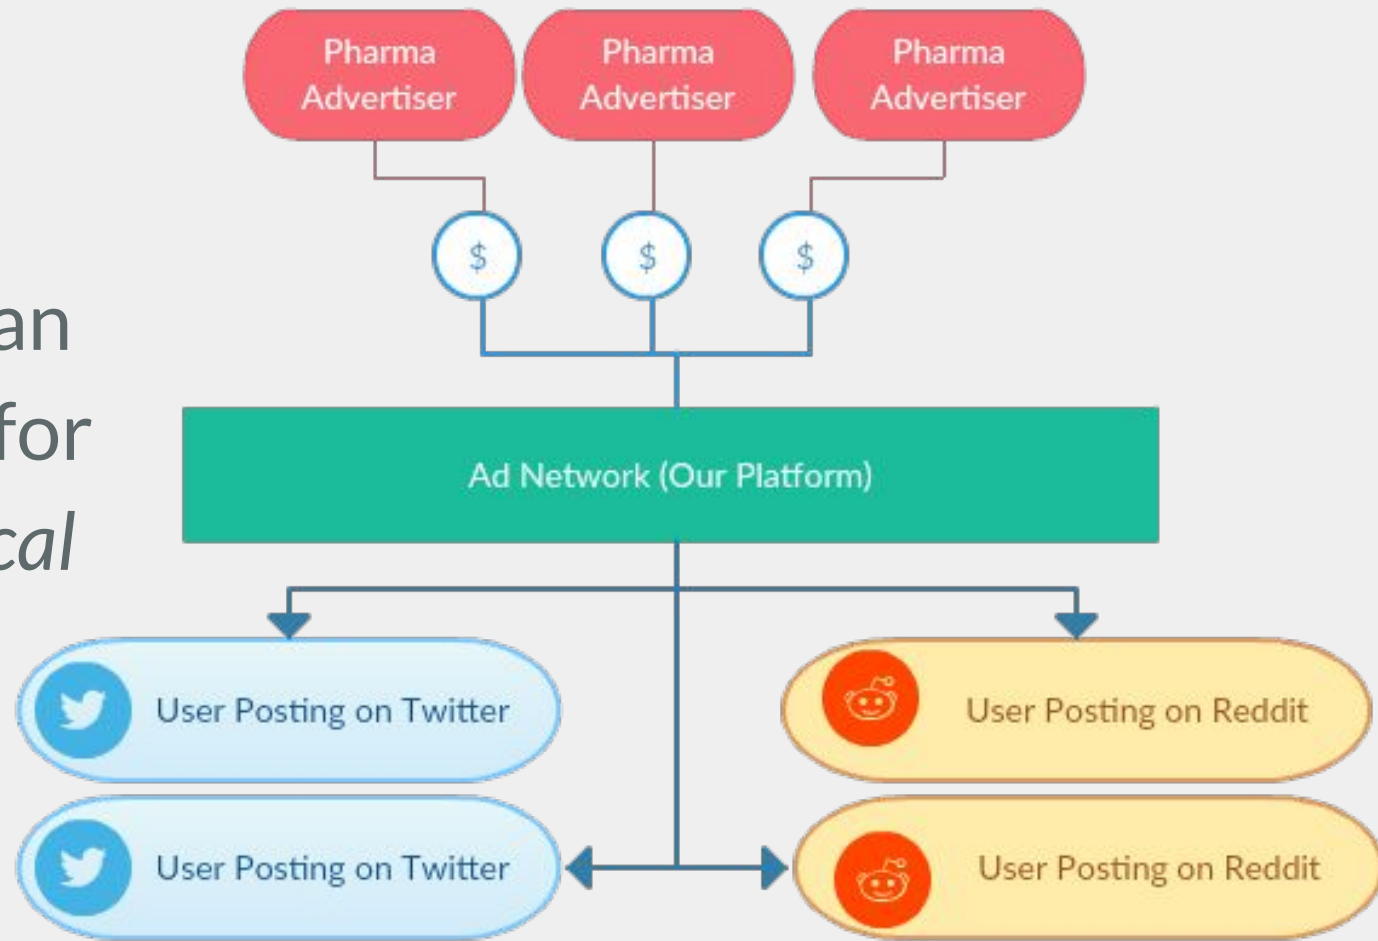 Pharma
Advertiser
Pharma
Advertiser
Pharma
Advertiser
$ $ $
an
for
cal
Ad Network (Our Platform)
User Posting on Twitter
User Posting on Reddit
User Posting on Twitter
User Posting on Reddit